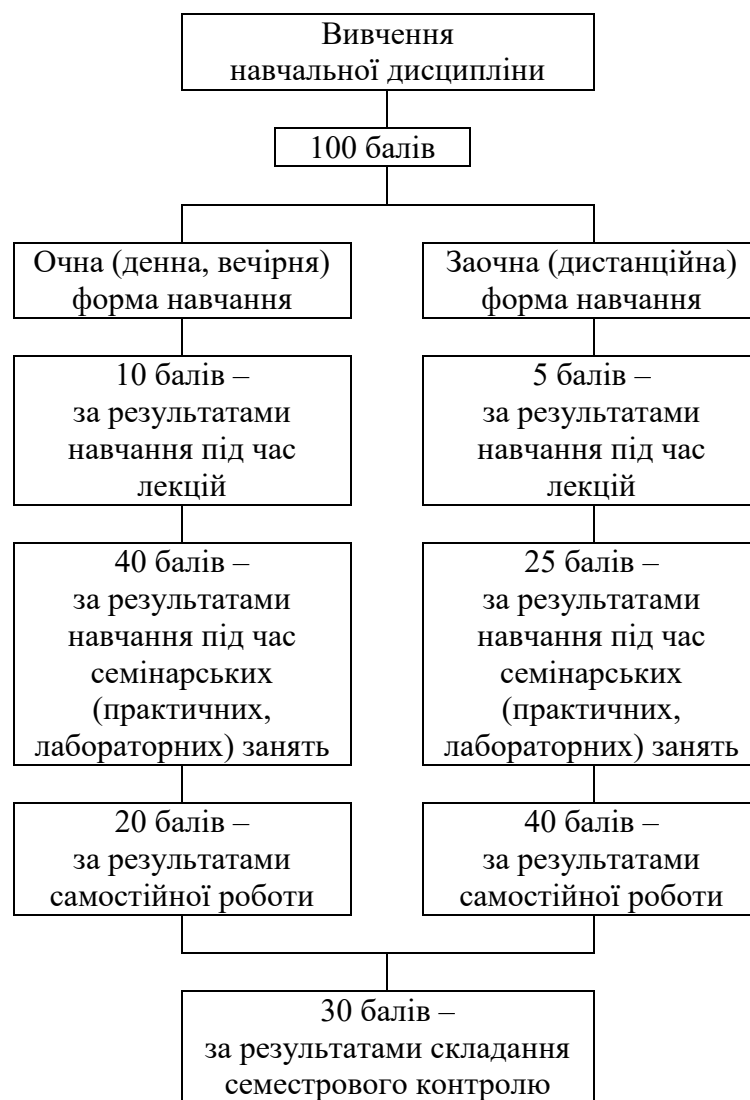 Вивчення
навчальної дисципліни
100 балів
Очна (денна, вечірня)
форма навчання
10 балів –
за результатами
навчання під час
лекцій
40 балів –
за результатами
навчання під час
семінарських
(практичних,
лабораторних) занять
20 балів –
за результатами
самостійної роботи
Заочна (дистанційна)
форма навчання
5 балів –
за результатами
навчання під час
лекцій
25 балів –
за результатами
навчання під час
семінарських
(практичних,
лабораторних) занять
40 балів –
за результатами
самостійної роботи
30 балів –
за результатами складання
семестрового контролю